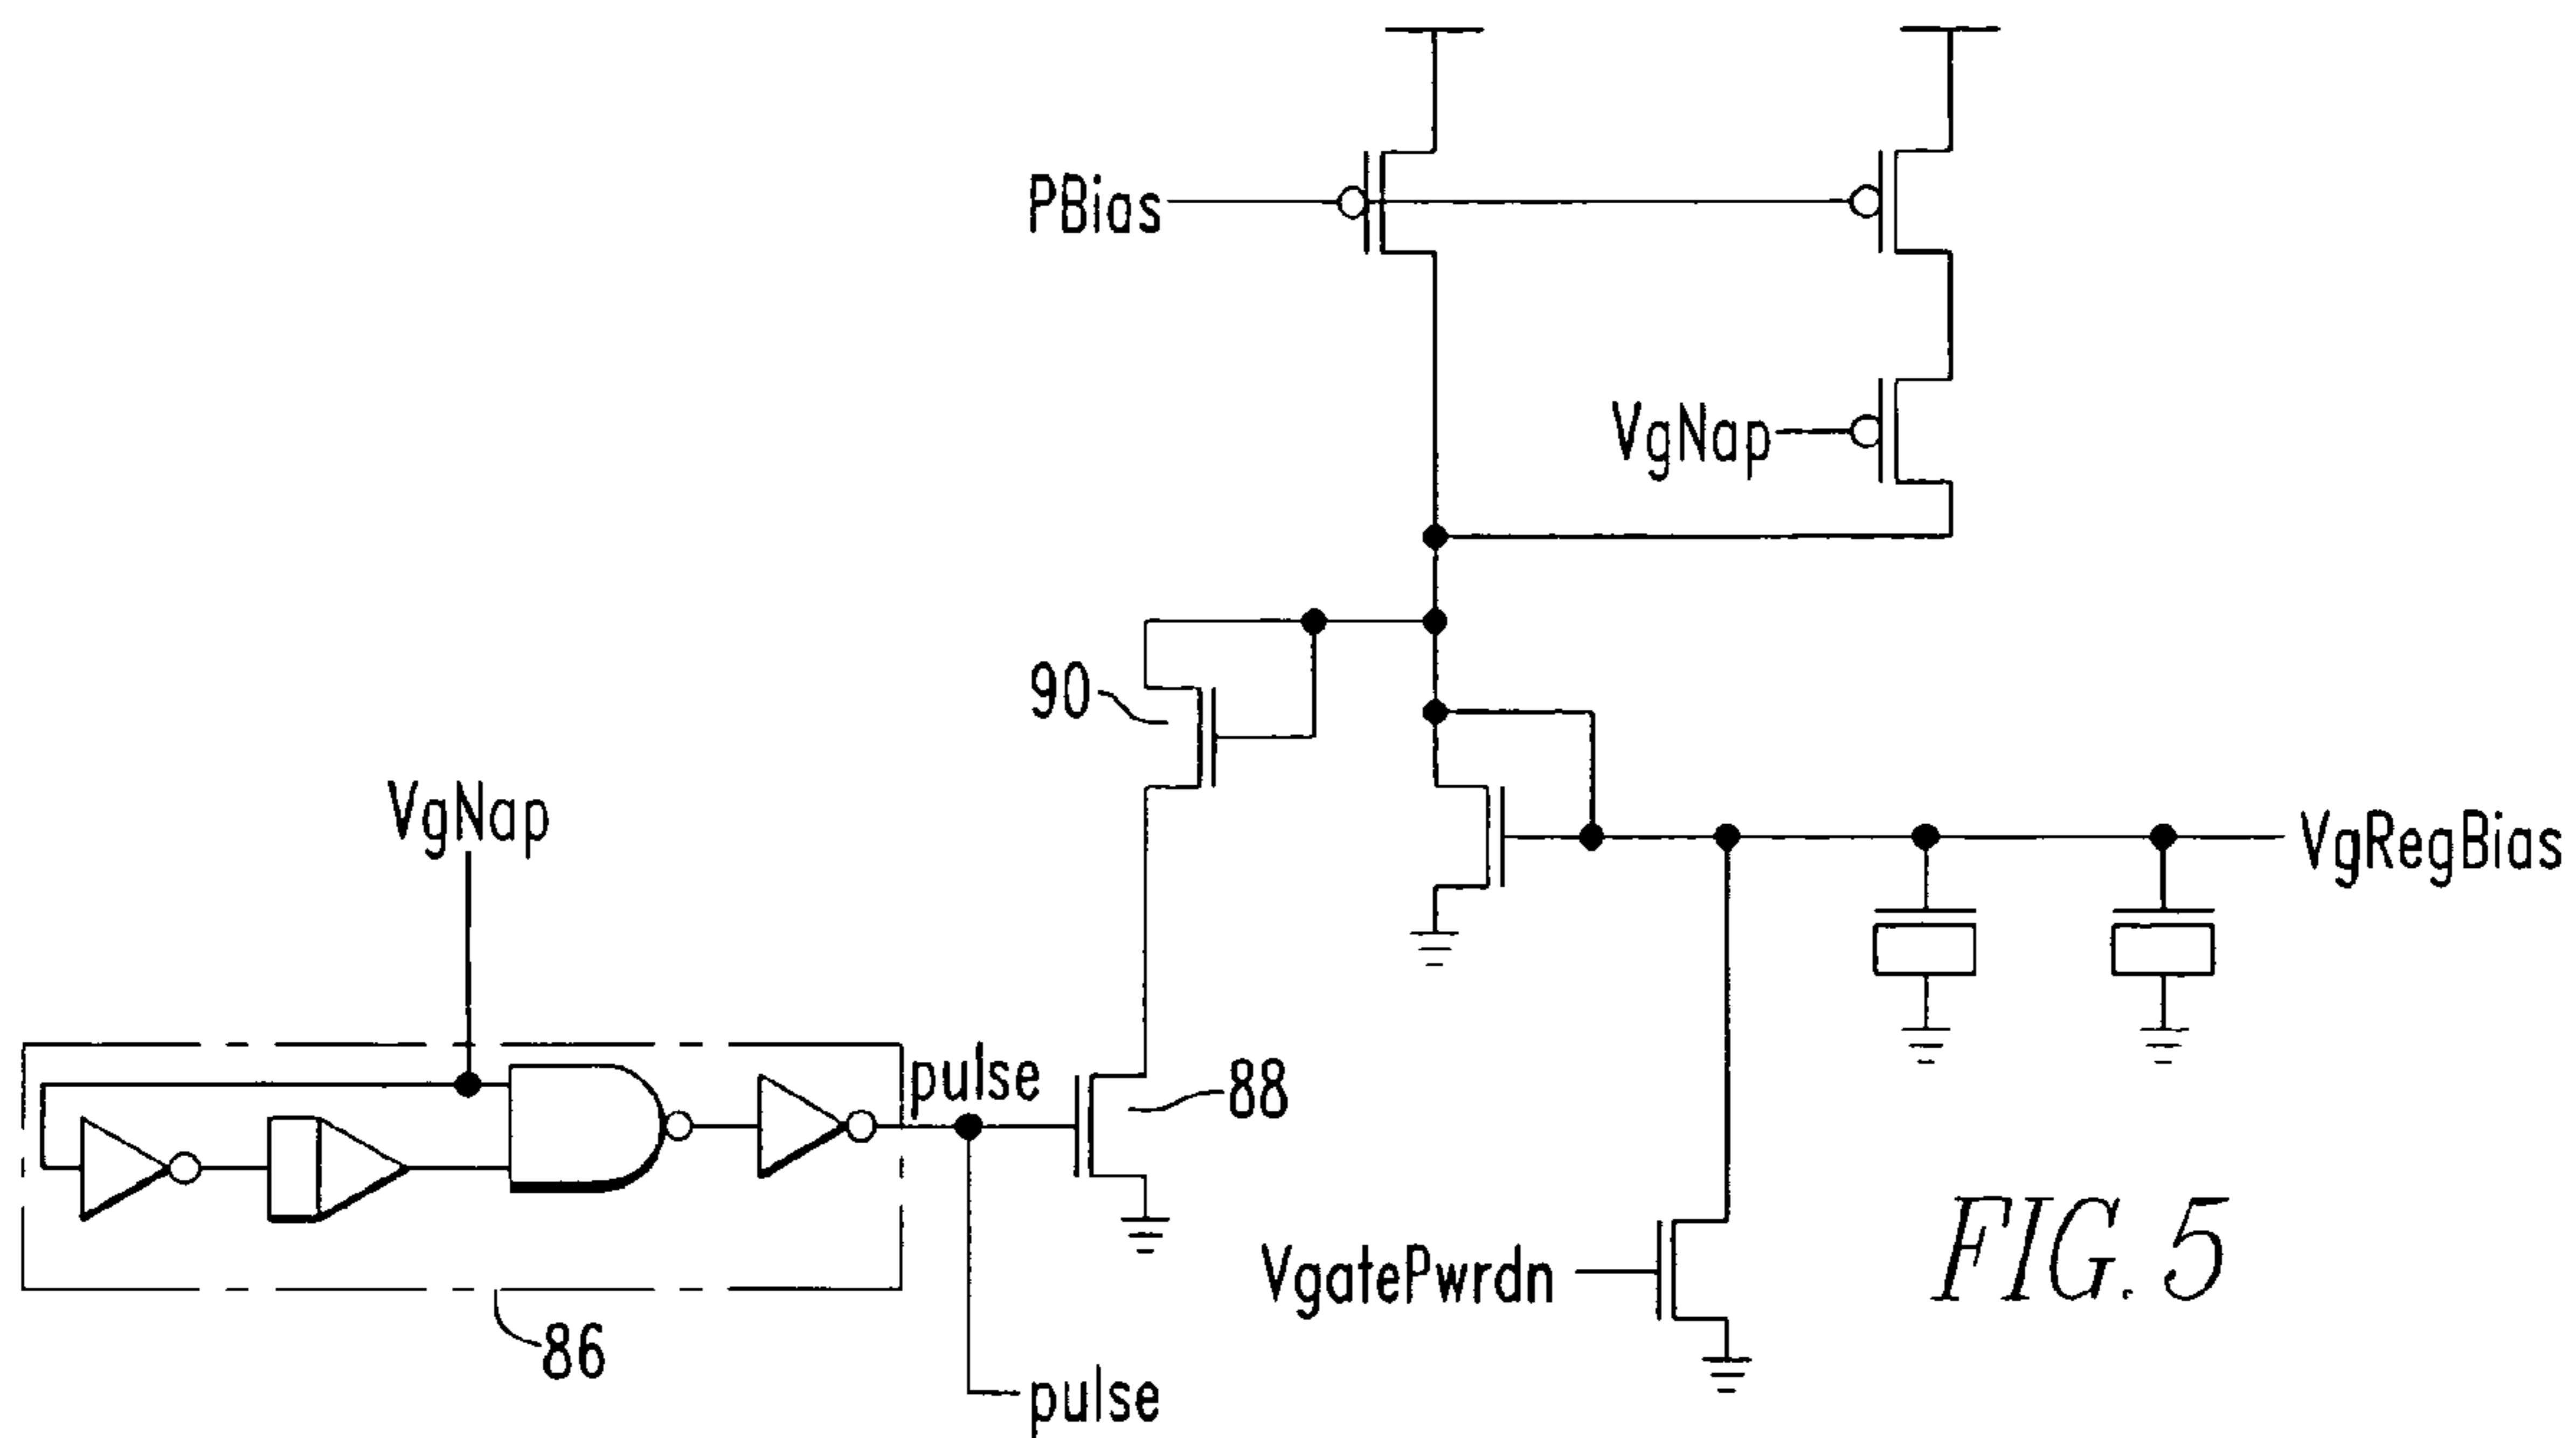 PBias
VgNap
90
VgNap
VgRegBias
pulse
88
VgatePwrdn
FIG. 5
86
pulse